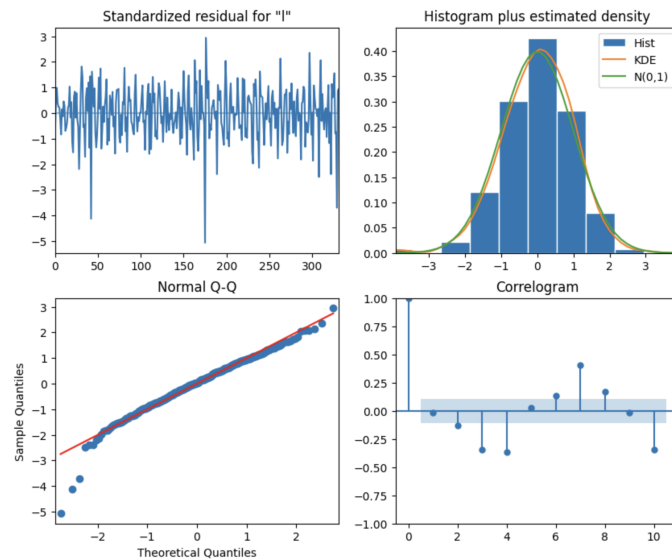 Standardized residual for "l"
3
2
1
0
−1
−2
−3
−4
−5
0 50 100 150 200 250 300
Histogram plus estimated density
Hist
KDE
N(0,1)
0.40
0.35
0.30
0.25
0.20
0.15
0.10
0.05
0.00
−3 −2 −1 0 1 2 3
Normal Q-Q
Sample Quantiles
3
2
1
0
−1
−2
−3
−4
−5
−2 −1 0 1 2
Theoretical Quantiles
Correlogram
1.00
0.75
0.50
0.25
0.00
−0.25
−0.50
−0.75
−1.00
0 2 4 6 8 10